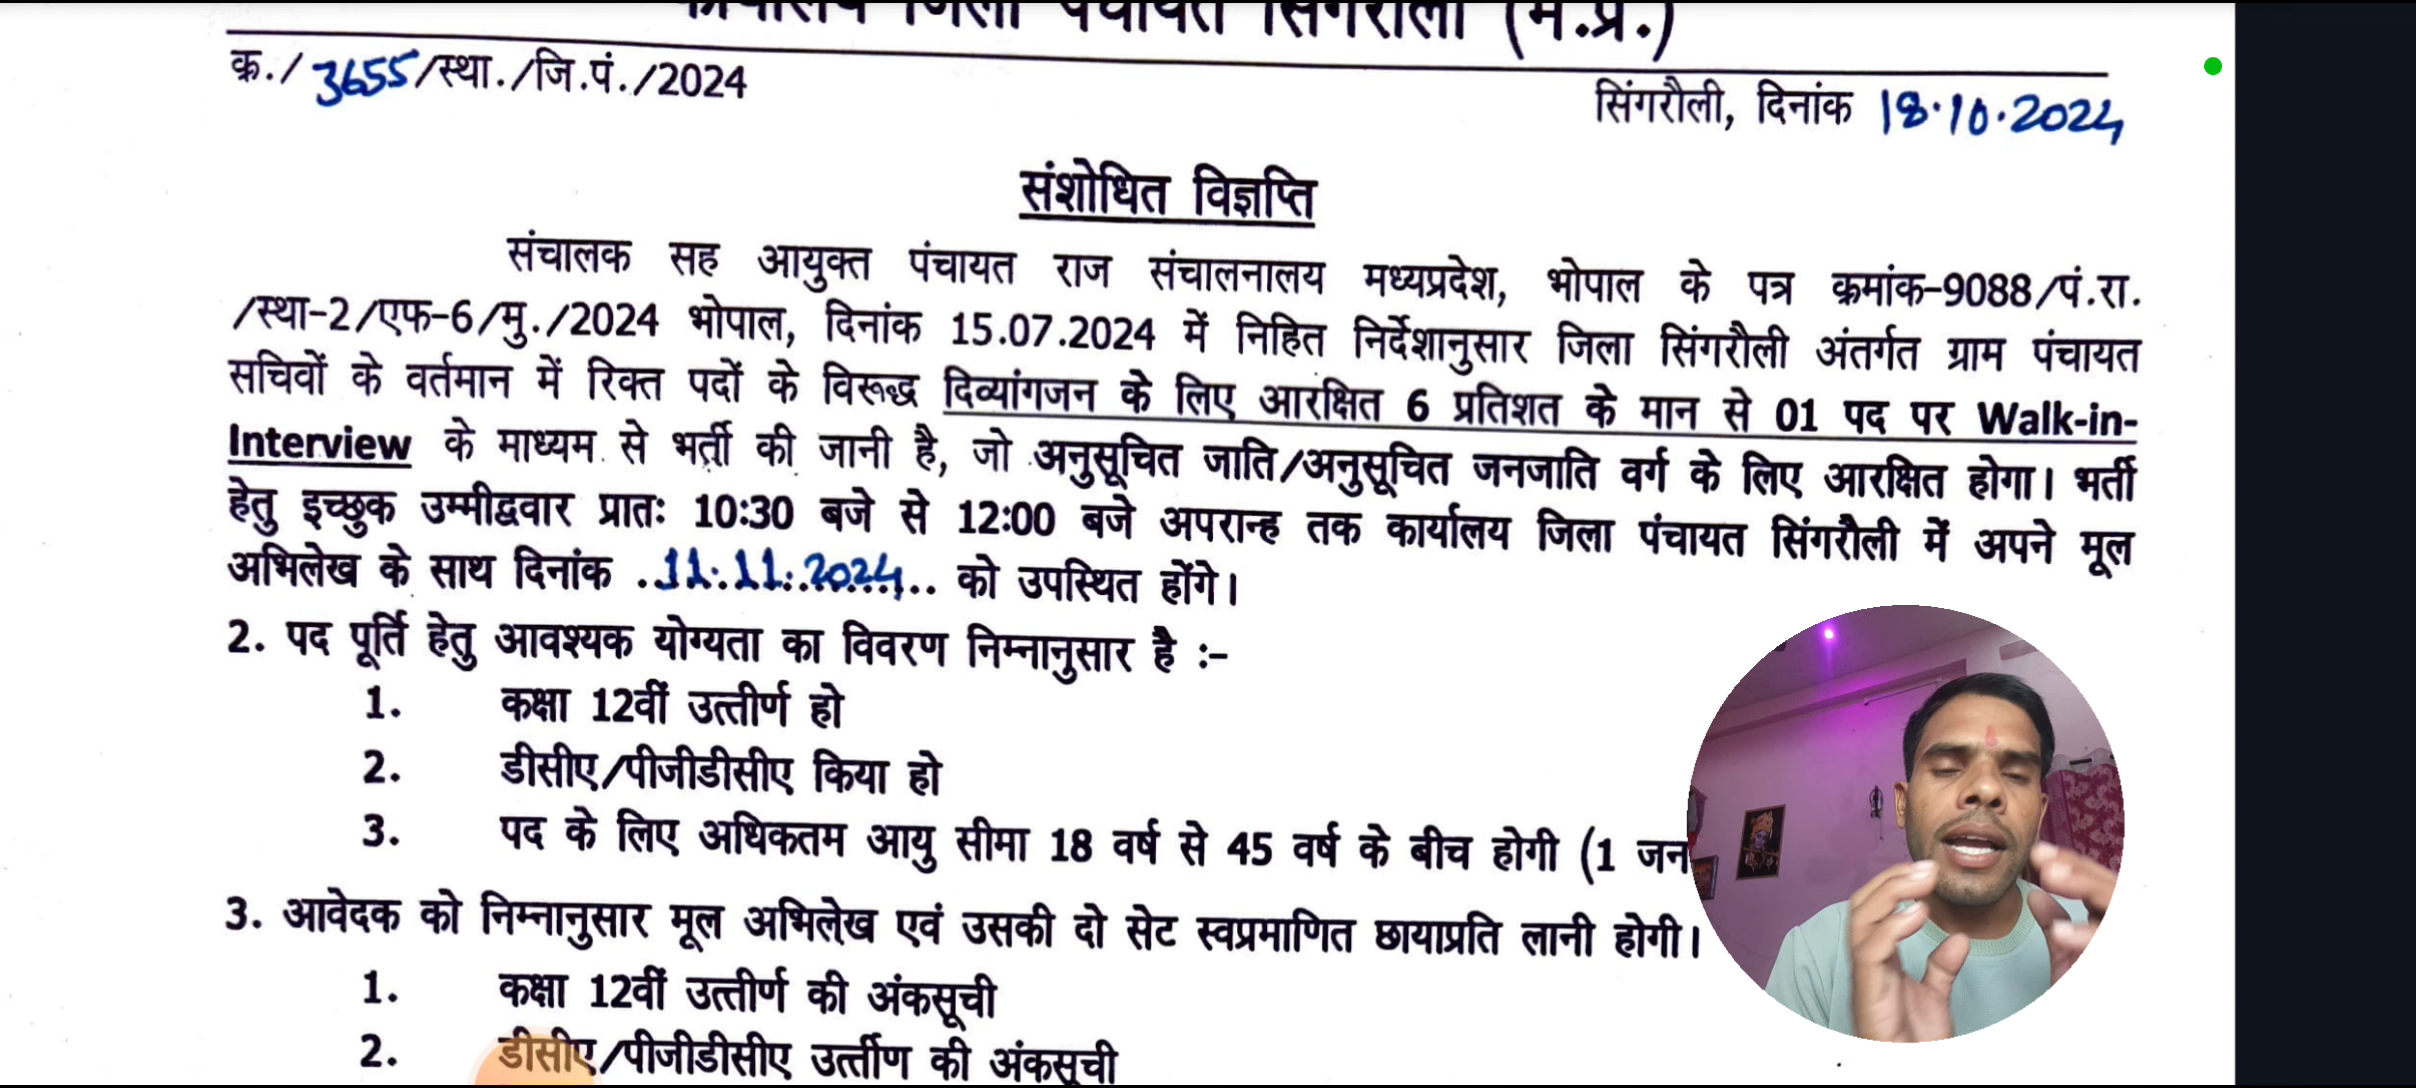 कार्यालय जिला पंचायत सिंगरौली (म.प्र.)
क्र./3655/स्था./जि.पं./2024
सिंगरौली, दिनांक 18.10.2024
संशोधित विज्ञप्ति
संचालक सह आयुक्त पंचायत राज संचालनालय मध्यप्रदेश, भोपाल के पत्र क्रमांक-9088/पं.रा.
/स्था-2/एफ-6/मु./2024 भोपाल, दिनांक 15.07.2024 में निहित निर्देशानुसार जिला सिंगरौली अंतर्गत ग्राम पंचायत
सचिवों के वर्तमान में रिक्त पदों के विरूद्ध दिव्यांगजन के लिए आरक्षित 6 प्रतिशत के मान से 01 पद पर Walk-in-
Interview के माध्यम से भर्ती की जानी है, जो अनुसूचित जाति/अनुसूचित जनजाति वर्ग के लिए आरक्षित होगा। भर्ती
हेतु इच्छुक उम्मीद्वार प्रातः 10:30 बजे से 12:00 बजे अपरान्ह तक कार्यालय जिला पंचायत सिंगरौली में अपने मूल
अभिलेख के साथ दिनांक ..11.11.2024.. को उपस्थित होंगे।
2. पद पूर्ति हेतु आवश्यक योग्यता का विवरण निम्नानुसार है :-
1. कक्षा 12वीं उत्तीर्ण हो
2. डीसीए/पीजीडीसीए किया हो
3. पद के लिए अधिकतम आयु सीमा 18 वर्ष से 45 वर्ष के बीच होगी (1 जन
3. आवेदक को निम्नानुसार मूल अभिलेख एवं उसकी दो सेट स्वप्रमाणित छायाप्रति लानी होगी।
1. कक्षा 12वीं उत्तीर्ण की अंकसूची
2. डीसीए/पीजीडीसीए उर्त्तीण की अंकसूची